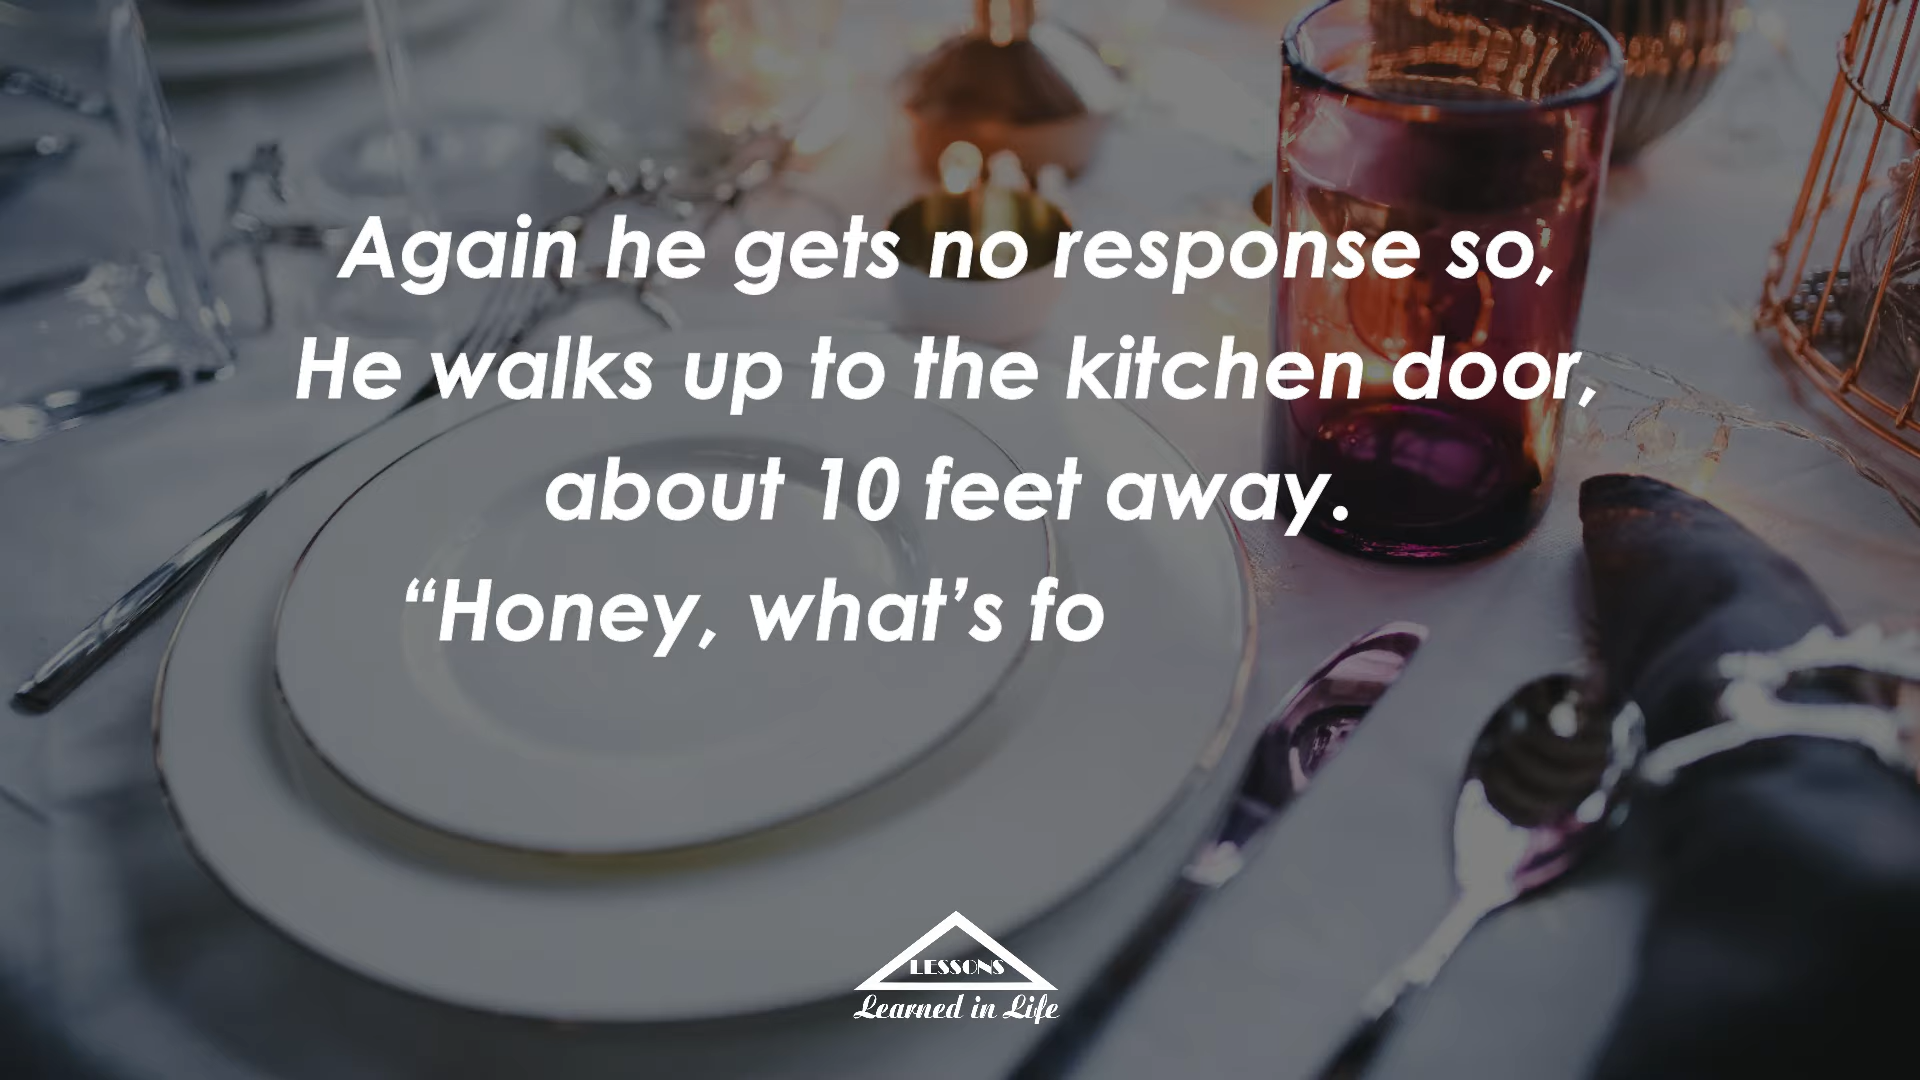 Again he gets no response so,
He walks up to the kitchen door,
about 10 feet away.
“Honey, what’s fo
LESSONS
Learned in Life